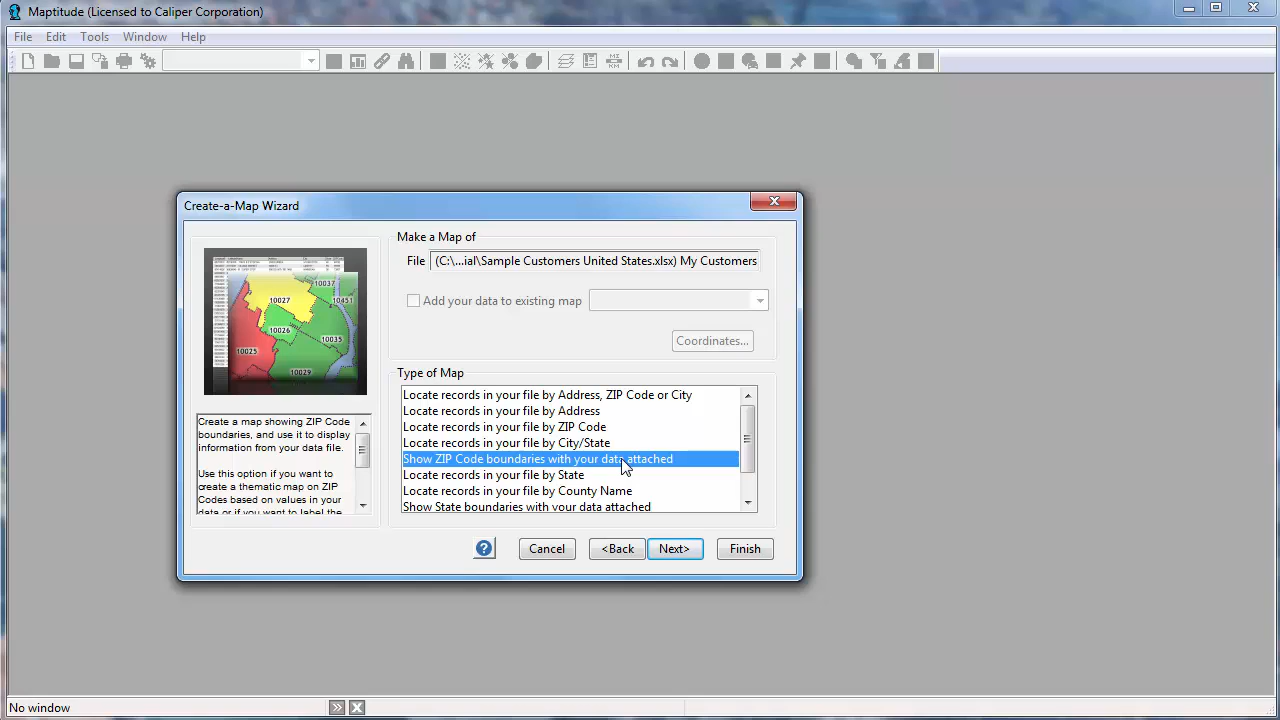 Maptitude (Licensed to Caliper Corporation)
File Edit Tools Window Help
Create-a-Map Wizard
Make a Map of
File (C:\...ial\Sample Customers United States.xlsx) My Customers
Add your data to existing map
Coordinates...
10037
10451
10027
10026
10035
10025
10029
Type of Map
Locate records in your file by Address, ZIP Code or City
Locate records in your file by Address
Locate records in your file by ZIP Code
Locate records in your file by City/State
Show ZIP Code boundaries with your data attached
Locate records in your file by State
Locate records in your file by County Name
Show State boundaries with your data attached
Create a map showing ZIP Code
boundaries, and use it to display
information from your data file.
Use this option if you want to
create a thematic map on ZIP
Codes based on values in your
data or if you want to label the
? Cancel <Back Next> Finish
No window